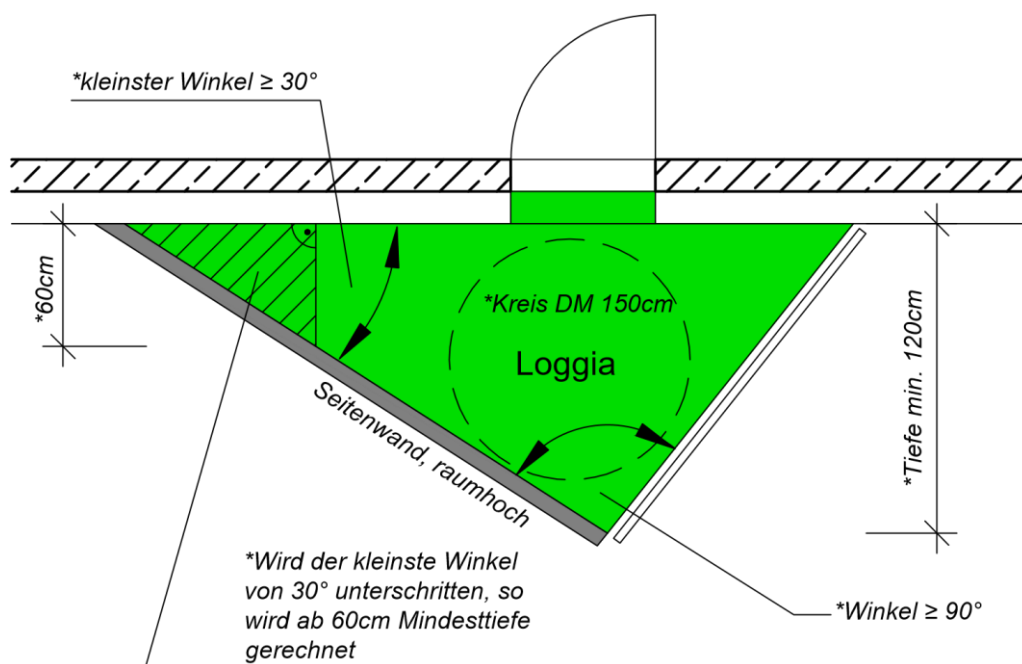 *kleinster Winkel ≥ 30°
*60cm
*Kreis DM 150cm
Loggia
*Tiefe min. 120cm
Seitenwand, raumhoch
*Wird der kleinste Winkel
von 30° unterschritten, so
wird ab 60cm Mindesttiefe
gerechnet
*Winkel ≥ 90°